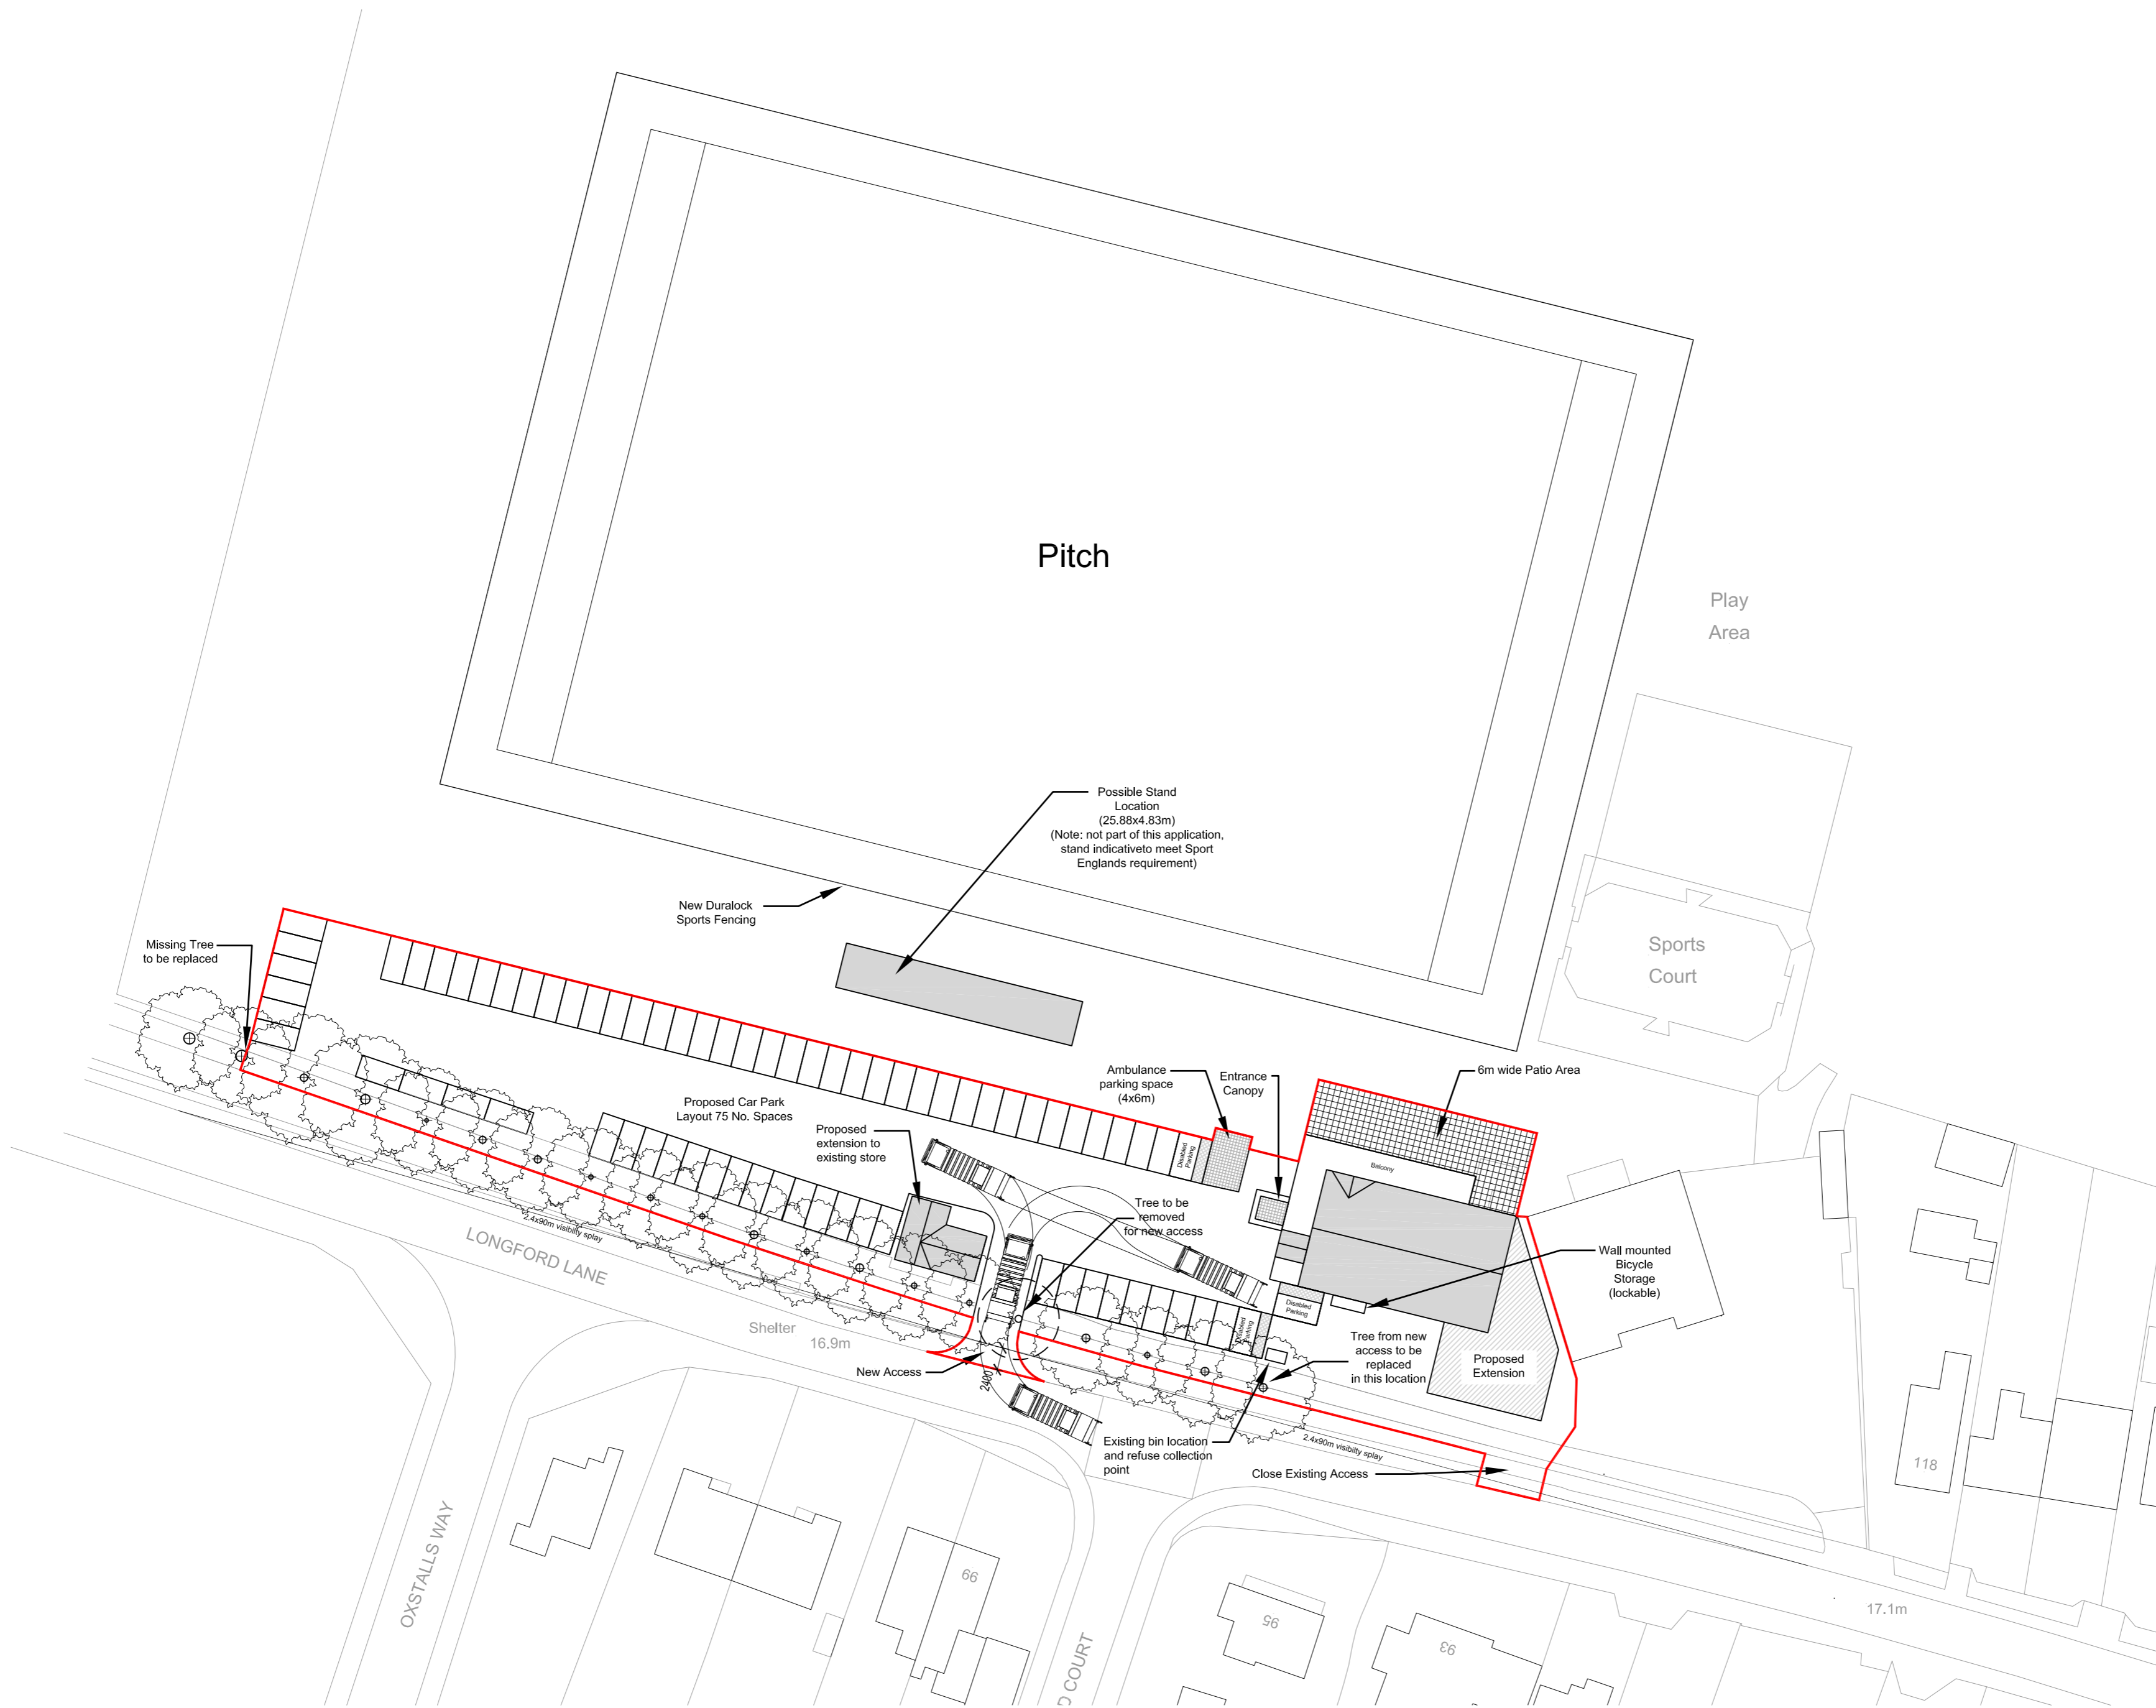 Pitch
Play
Area
Possible Stand
Location
(25.88x4.83m)
(Note: not part of this application,
stand indicativeto meet Sport
Englands requirement)
New Duralock
Sports Fencing
Sports
Court
Missing Tree
to be replaced
Ambulance
parking space
(4x6m)
Entrance
Canopy
6m wide Patio Area
Proposed Car Park
Layout 75 No. Spaces
Proposed
extension to
existing store
Disabled
Parking
Balcony
Tree to be
removed
for new access
2.4x90m visibilty splay
LONGFORD LANE
Wall mounted
Bicycle
Storage
(lockable)
Disabled
Parking
Disabled
Parking
Shelter
16.9m
New Access
2400
Tree from new
access to be
replaced
in this location
Proposed
Extension
Existing bin location
and refuse collection
point
2.4x90m visibilty splay
Close Existing Access
118
OXSTALLS WAY
66
95
93
D COURT
17.1m